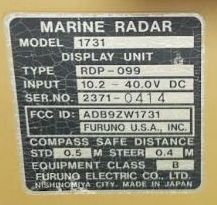 MARINE RADAR
MODEL 1731
DISPLAY UNIT
TYPE RDP-099
INPUT 10.2 - 40.0V DC
SER.NO. 2371-0414
FCC ID: ADB9ZW1731
FURUNO U.S.A., INC.
COMPASS SAFE DISTANCE
STD 0.5 M STEER 0.4 M
EQUIPMENT CLASS B
FURUNO ELECTRIC CO., LTD.
NISHINOMIYA CITY, MADE IN JAPAN